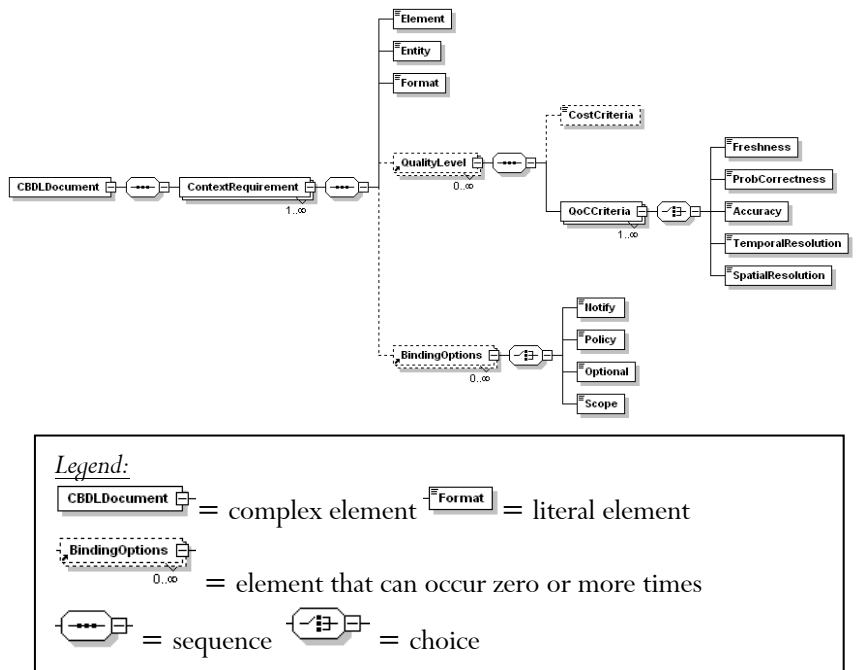 Element
Entity
Format
CostCriteria
QualityLevel
0..∞
Freshness
ProbCorrectness
CBDLDocument
ContextRequirement
1..∞
QoCCriteria
1..∞
Accuracy
TemporalResolution
SpatialResolution
Notify
BindingOptions
0..∞
Policy
Optional
Scope
Legend:
CBDLDocument = complex element Format = literal element
BindingOptions
0..∞ = element that can occur zero or more times
= sequence = choice